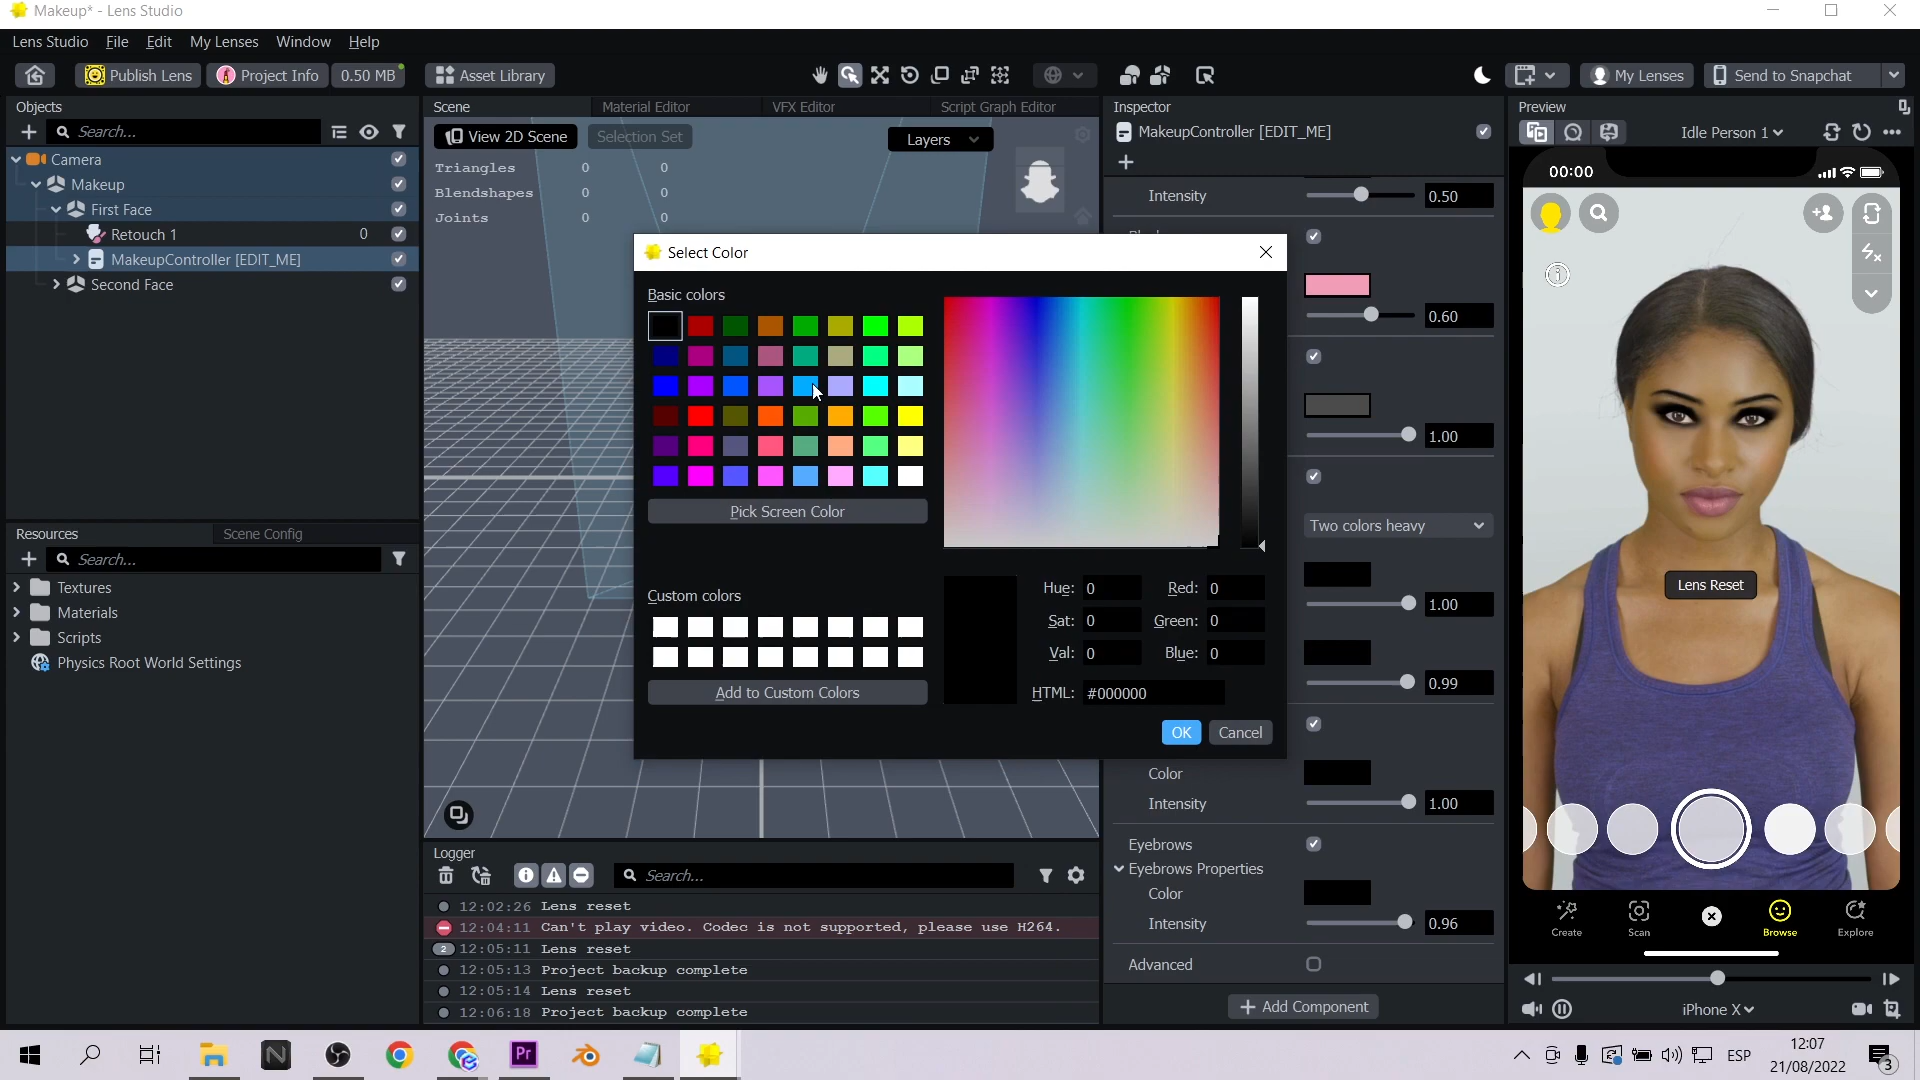 Makeup* - Lens Studio
Lens Studio File Edit My Lenses Window Help
Publish Lens Project Info 0.50 MB Asset Library My Lenses Send to Snapchat
Objects
Search...
Camera
Makeup
First Face
Retouch 1 0
MakeupController [EDIT_ME]
Second Face
Resources Scene Config
Search...
Textures
Materials
Scripts
Physics Root World Settings
Scene Material Editor VFX Editor Script Graph Editor
View 2D Scene Selection Set Layers
Triangles 0 0
Blendshapes 0 0
Joints 0 0
Select Color
Basic colors
Pick Screen Color
Custom colors
Add to Custom Colors
Hue: 0 Red: 0
Sat: 0 Green: 0
Val: 0 Blue: 0
HTML: #000000
OK Cancel
Logger
Search...
12:02:26 Lens reset
12:04:11 Can't play video. Codec is not supported, please use H264.
2 12:05:11 Lens reset
12:05:13 Project backup complete
12:05:14 Lens reset
12:06:18 Project backup complete
Inspector
MakeupController [EDIT_ME]
Intensity 0.50
0.60
1.00
Two colors heavy
1.00
0.99
Color
Intensity 1.00
Eyebrows
Eyebrows Properties
Color
Intensity 0.96
Advanced
Add Component
Preview
Idle Person 1
00:00
Lens Reset
Create Scan Browse Explore
iPhone X
Pr
ESP
12:07
21/08/2022
3